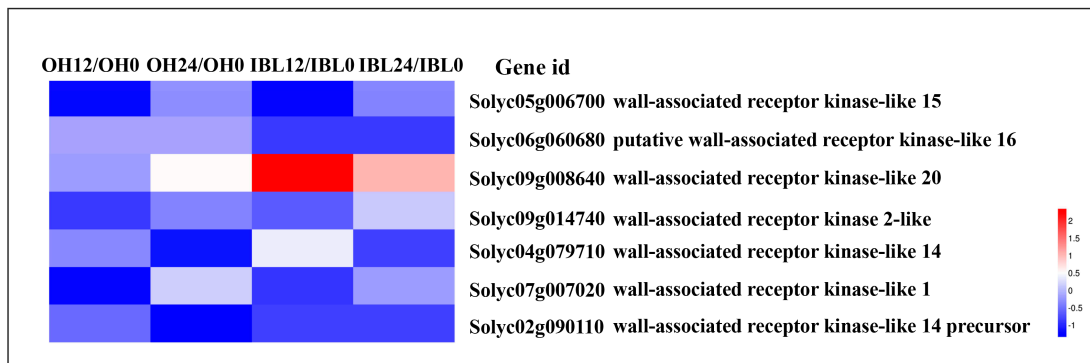 OH12/OH0 OH24/OH0 IBL12/IBL0 IBL24/IBL0 Gene id
Solyc05g006700 wall-associated receptor kinase-like 15
Solyc06g060680 putative wall-associated receptor kinase-like 16
Solyc09g008640 wall-associated receptor kinase-like 20
Solyc09g014740 wall-associated receptor kinase 2-like
Solyc04g079710 wall-associated receptor kinase-like 14
Solyc07g007020 wall-associated receptor kinase-like 1
Solyc02g090110 wall-associated receptor kinase-like 14 precursor
2
1.5
1
0.5
0
-0.5
-1